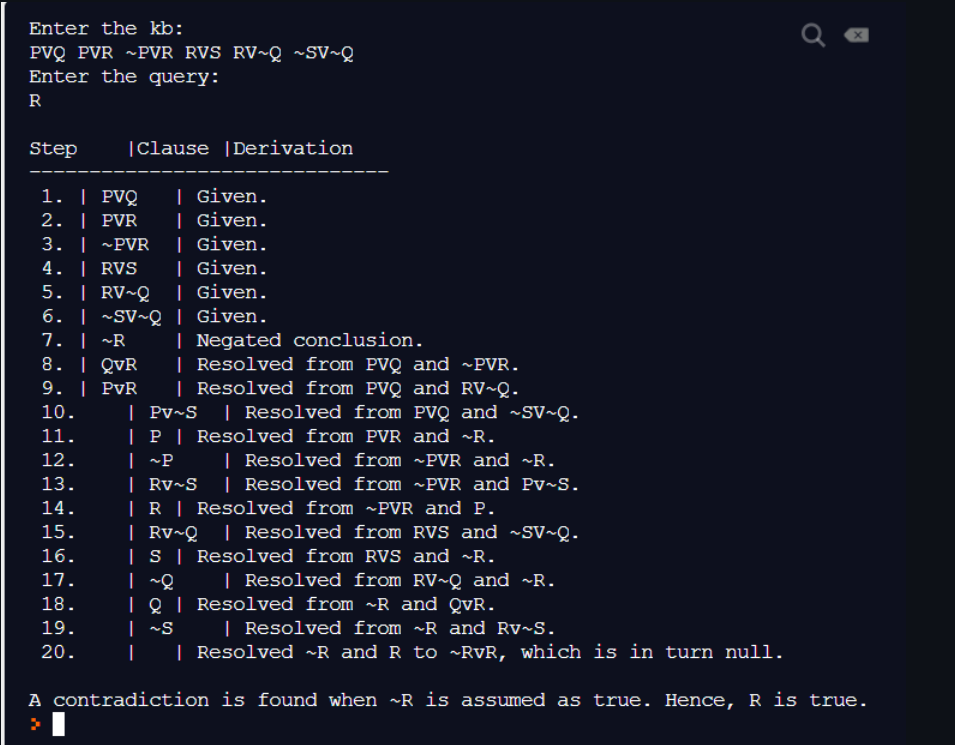 Enter the kb:
PVQ PVR ~PVR RVS RV~Q ~SV~Q
Enter the query:
R
Step    |Clause |Derivation
------------------------------
 1. | PVQ   | Given.
 2. | PVR   | Given.
 3. | ~PVR  | Given.
 4. | RVS   | Given.
 5. | RV~Q  | Given.
 6. | ~SV~Q | Given.
 7. | ~R    | Negated conclusion.
 8. | QvR   | Resolved from PVQ and ~PVR.
 9. | PvR   | Resolved from PVQ and RV~Q.
 10.    | Pv~S  | Resolved from PVQ and ~SV~Q.
 11.    | P | Resolved from PVR and ~R.
 12.    | ~P    | Resolved from ~PVR and ~R.
 13.    | Rv~S  | Resolved from ~PVR and Pv~S.
 14.    | R | Resolved from ~PVR and P.
 15.    | Rv~Q  | Resolved from RVS and ~SV~Q.
 16.    | S | Resolved from RVS and ~R.
 17.    | ~Q    | Resolved from RV~Q and ~R.
 18.    | Q | Resolved from ~R and QvR.
 19.    | ~S    | Resolved from ~R and Rv~S.
 20.    |   | Resolved ~R and R to ~RvR, which is in turn null.
A contradiction is found when ~R is assumed as true. Hence, R is true.